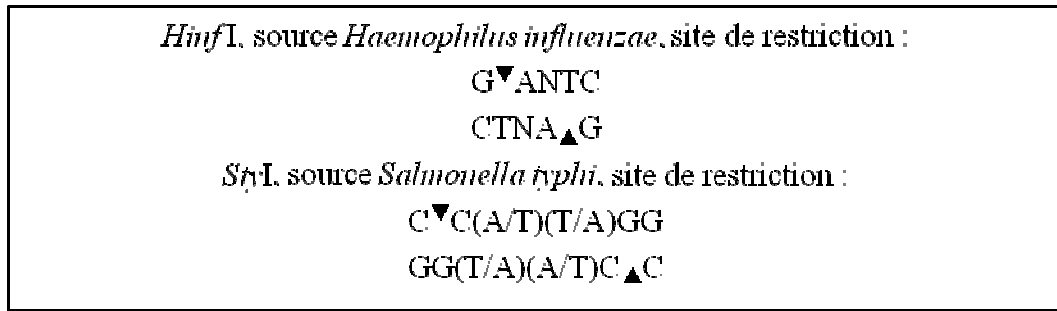 HinfI, source Haemophilus influenzae, site de restriction :
G▼ANTC
CTNA▲G
StyI, source Salmonella typhi, site de restriction :
C▼C(A/T)(T/A)GG
GG(T/A)(A/T)C▲C